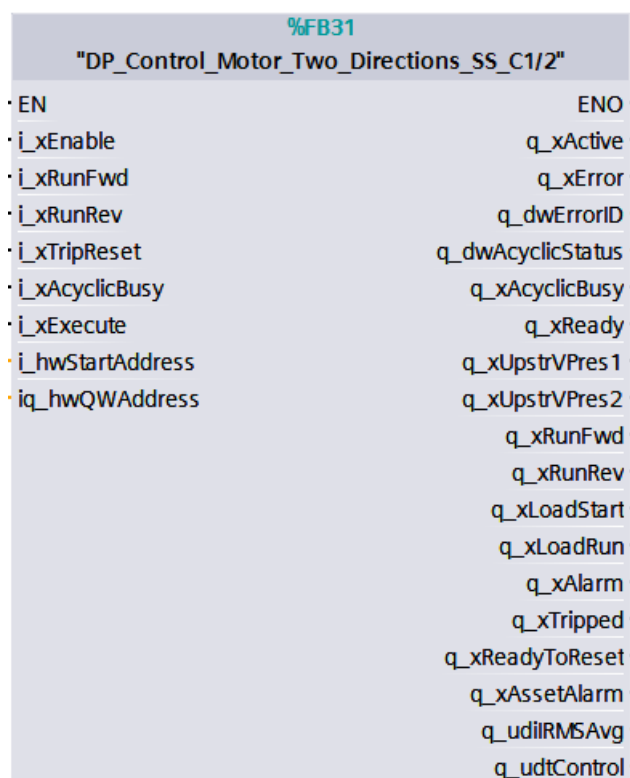 %FB31
"DP_Control_Motor_Two_Directions_SS_C1/2"
EN ENO
i_xEnable q_xActive
i_xRunFwd q_xError
i_xRunRev q_dwErrorID
i_xTripReset q_dwAcyclicStatus
i_xAcyclicBusy q_xAcyclicBusy
i_xExecute q_xReady
i_hwStartAddress q_xUpstrVPres1
iq_hwQWAddress q_xUpstrVPres2
q_xRunFwd
q_xRunRev
q_xLoadStart
q_xLoadRun
q_xAlarm
q_xTripped
q_xReadyToReset
q_xAssetAlarm
q_udiIRMSAvg
q_udtControl